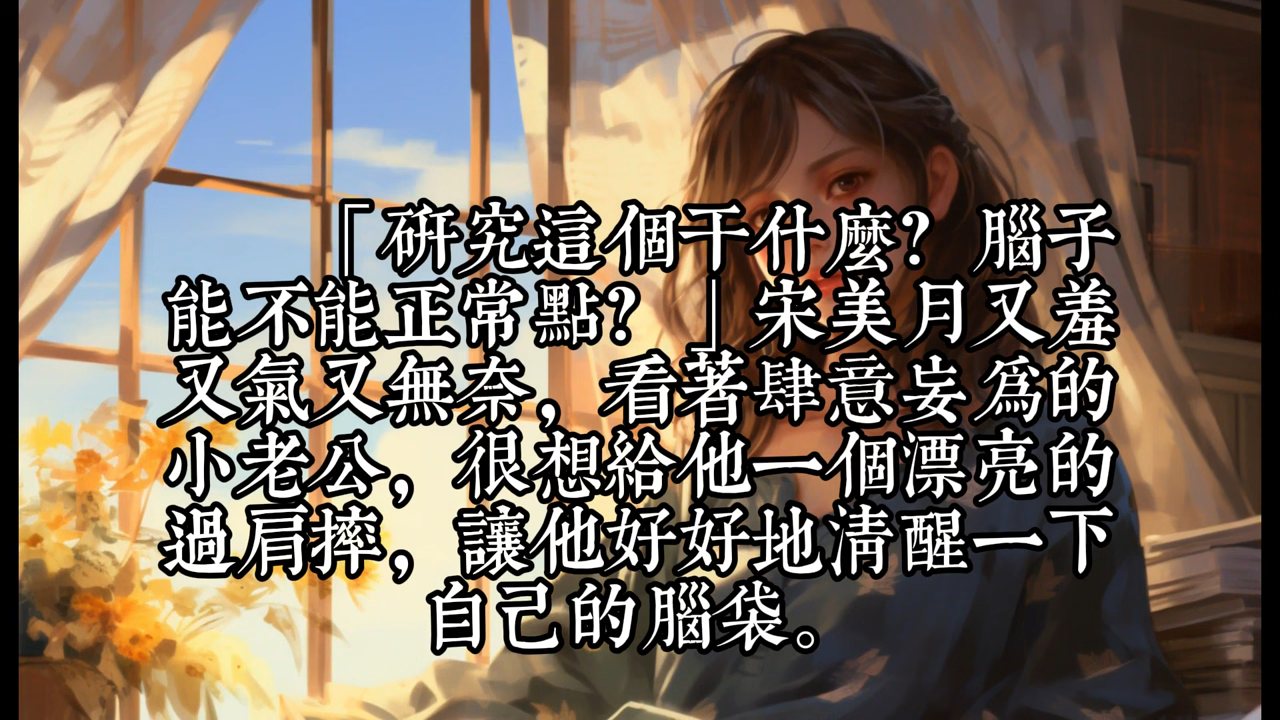 「研究這個干什麼？腦子
能不能正常點？」宋美月又羞
又氣又無奈，看著肆意妄爲的
小老公，很想給他一個漂亮的
過肩摔，讓他好好地清醒一下
自己的腦袋。